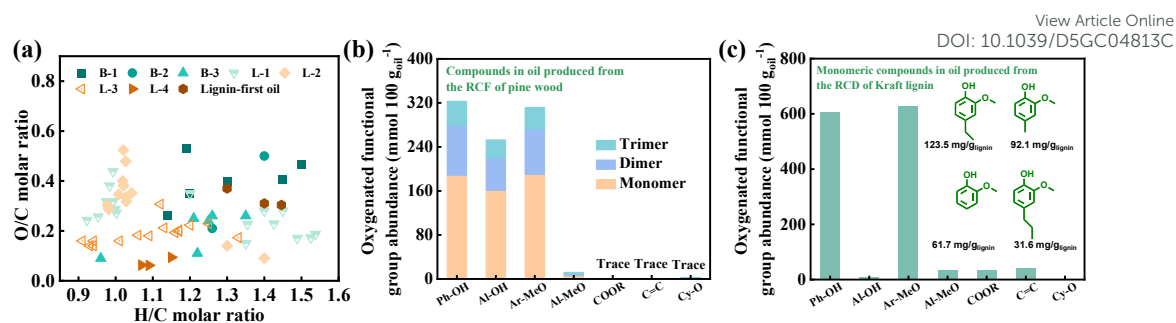 View Article Online
DOI: 10.1039/D5GC04813C
(a)
B-1 B-2 B-3 L-1 L-2
L-3 L-4 Lignin-first oil
O/C molar ratio
0.8
0.6
0.4
0.2
0.0
0.9 1.0 1.1 1.2 1.3 1.4 1.5 1.6
H/C molar ratio
(b)
Oxygenated functional
group abundance (mmol 100 goil⁻¹)
400
320
240
160
80
0
Compounds in oil produced from
the RCF of pine wood
Trimer
Dimer
Monomer
Trace Trace Trace
Ph-OH Al-OH Ar-MeO Al-MeO COOR C=C Cy-O
(c)
Oxygenated functional
group abundance (mmol 100 goil⁻¹)
800
600
400
200
0
Monomeric compounds in oil produced from
the RCD of Kraft lignin
OH OH
O O
123.5 mg/glignin 92.1 mg/glignin
OH OH
O O
61.7 mg/glignin 31.6 mg/glignin
Ph-OH Al-OH Ar-MeO Al-MeO COOR C=C Cy-O